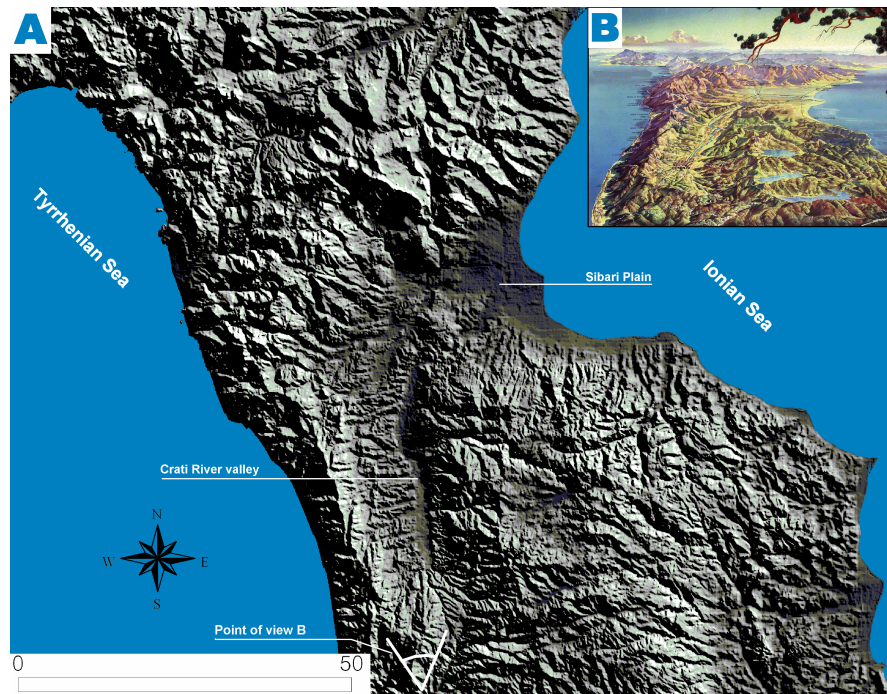 A
B
Tyrrhenian Sea
Ionian Sea
Sibari Plain
Crati River valley
N
W
E
S
Point of view B
0
50